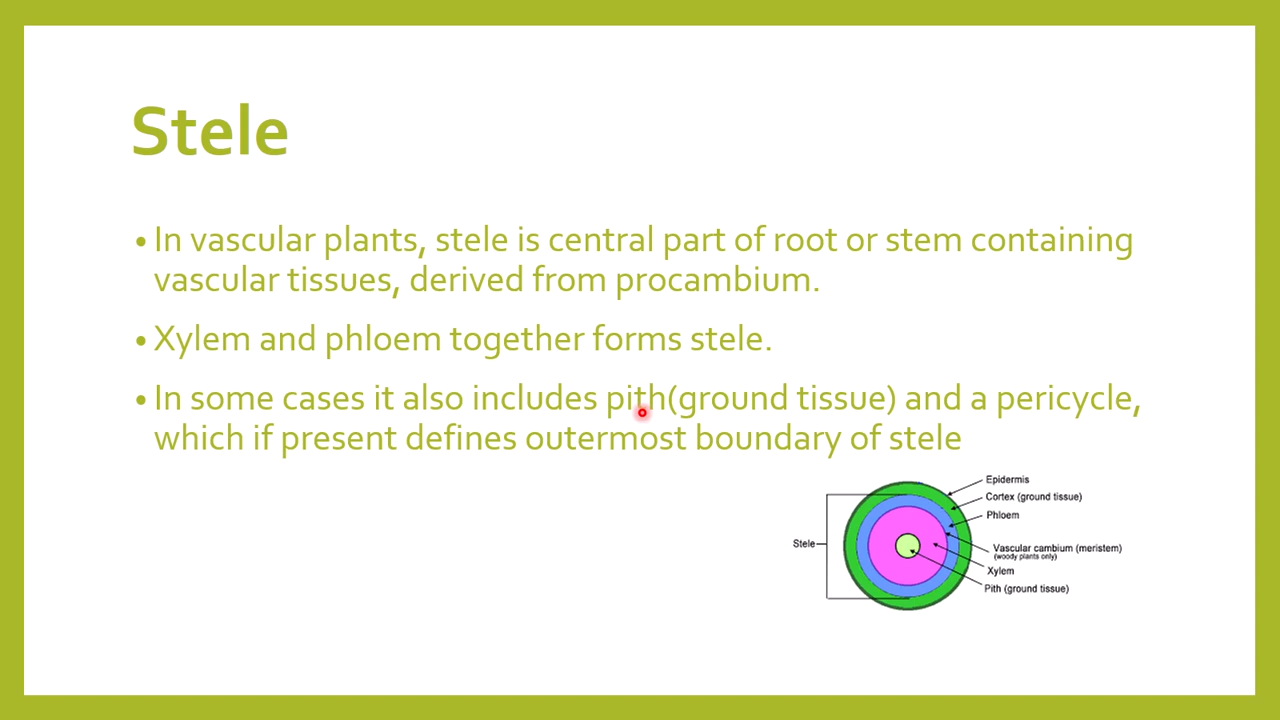 Stele
• In vascular plants, stele is central part of root or stem containing
vascular tissues, derived from procambium.
• Xylem and phloem together forms stele.
• In some cases it also includes pith(ground tissue) and a pericycle,
which if present defines outermost boundary of stele
Epidermis
Cortex (ground tissue)
Phloem
Stele
Vascular cambium (meristem)
(woody plants only)
Xylem
Pith (ground tissue)